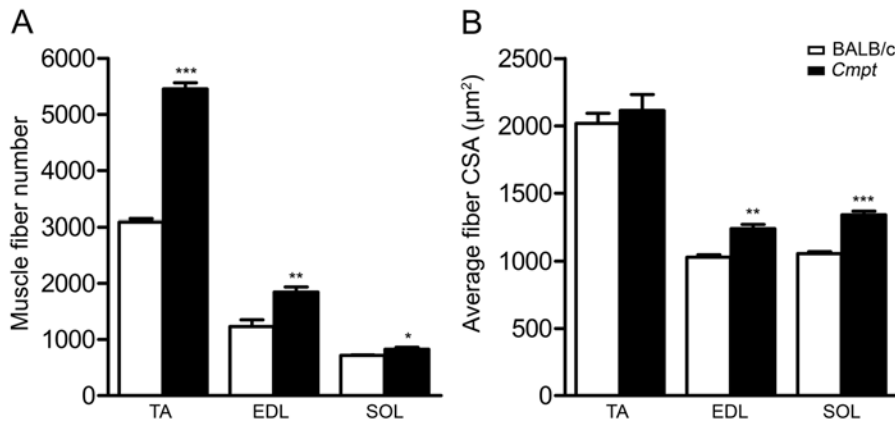 A
Muscle fiber number
6000
5000
4000
3000
2000
1000
0
***
**
*
TA
EDL
SOL
B
Average fiber CSA (µm²)
2500
2000
1500
1000
500
0
**
***
TA
EDL
SOL
BALB/c
Cmpt